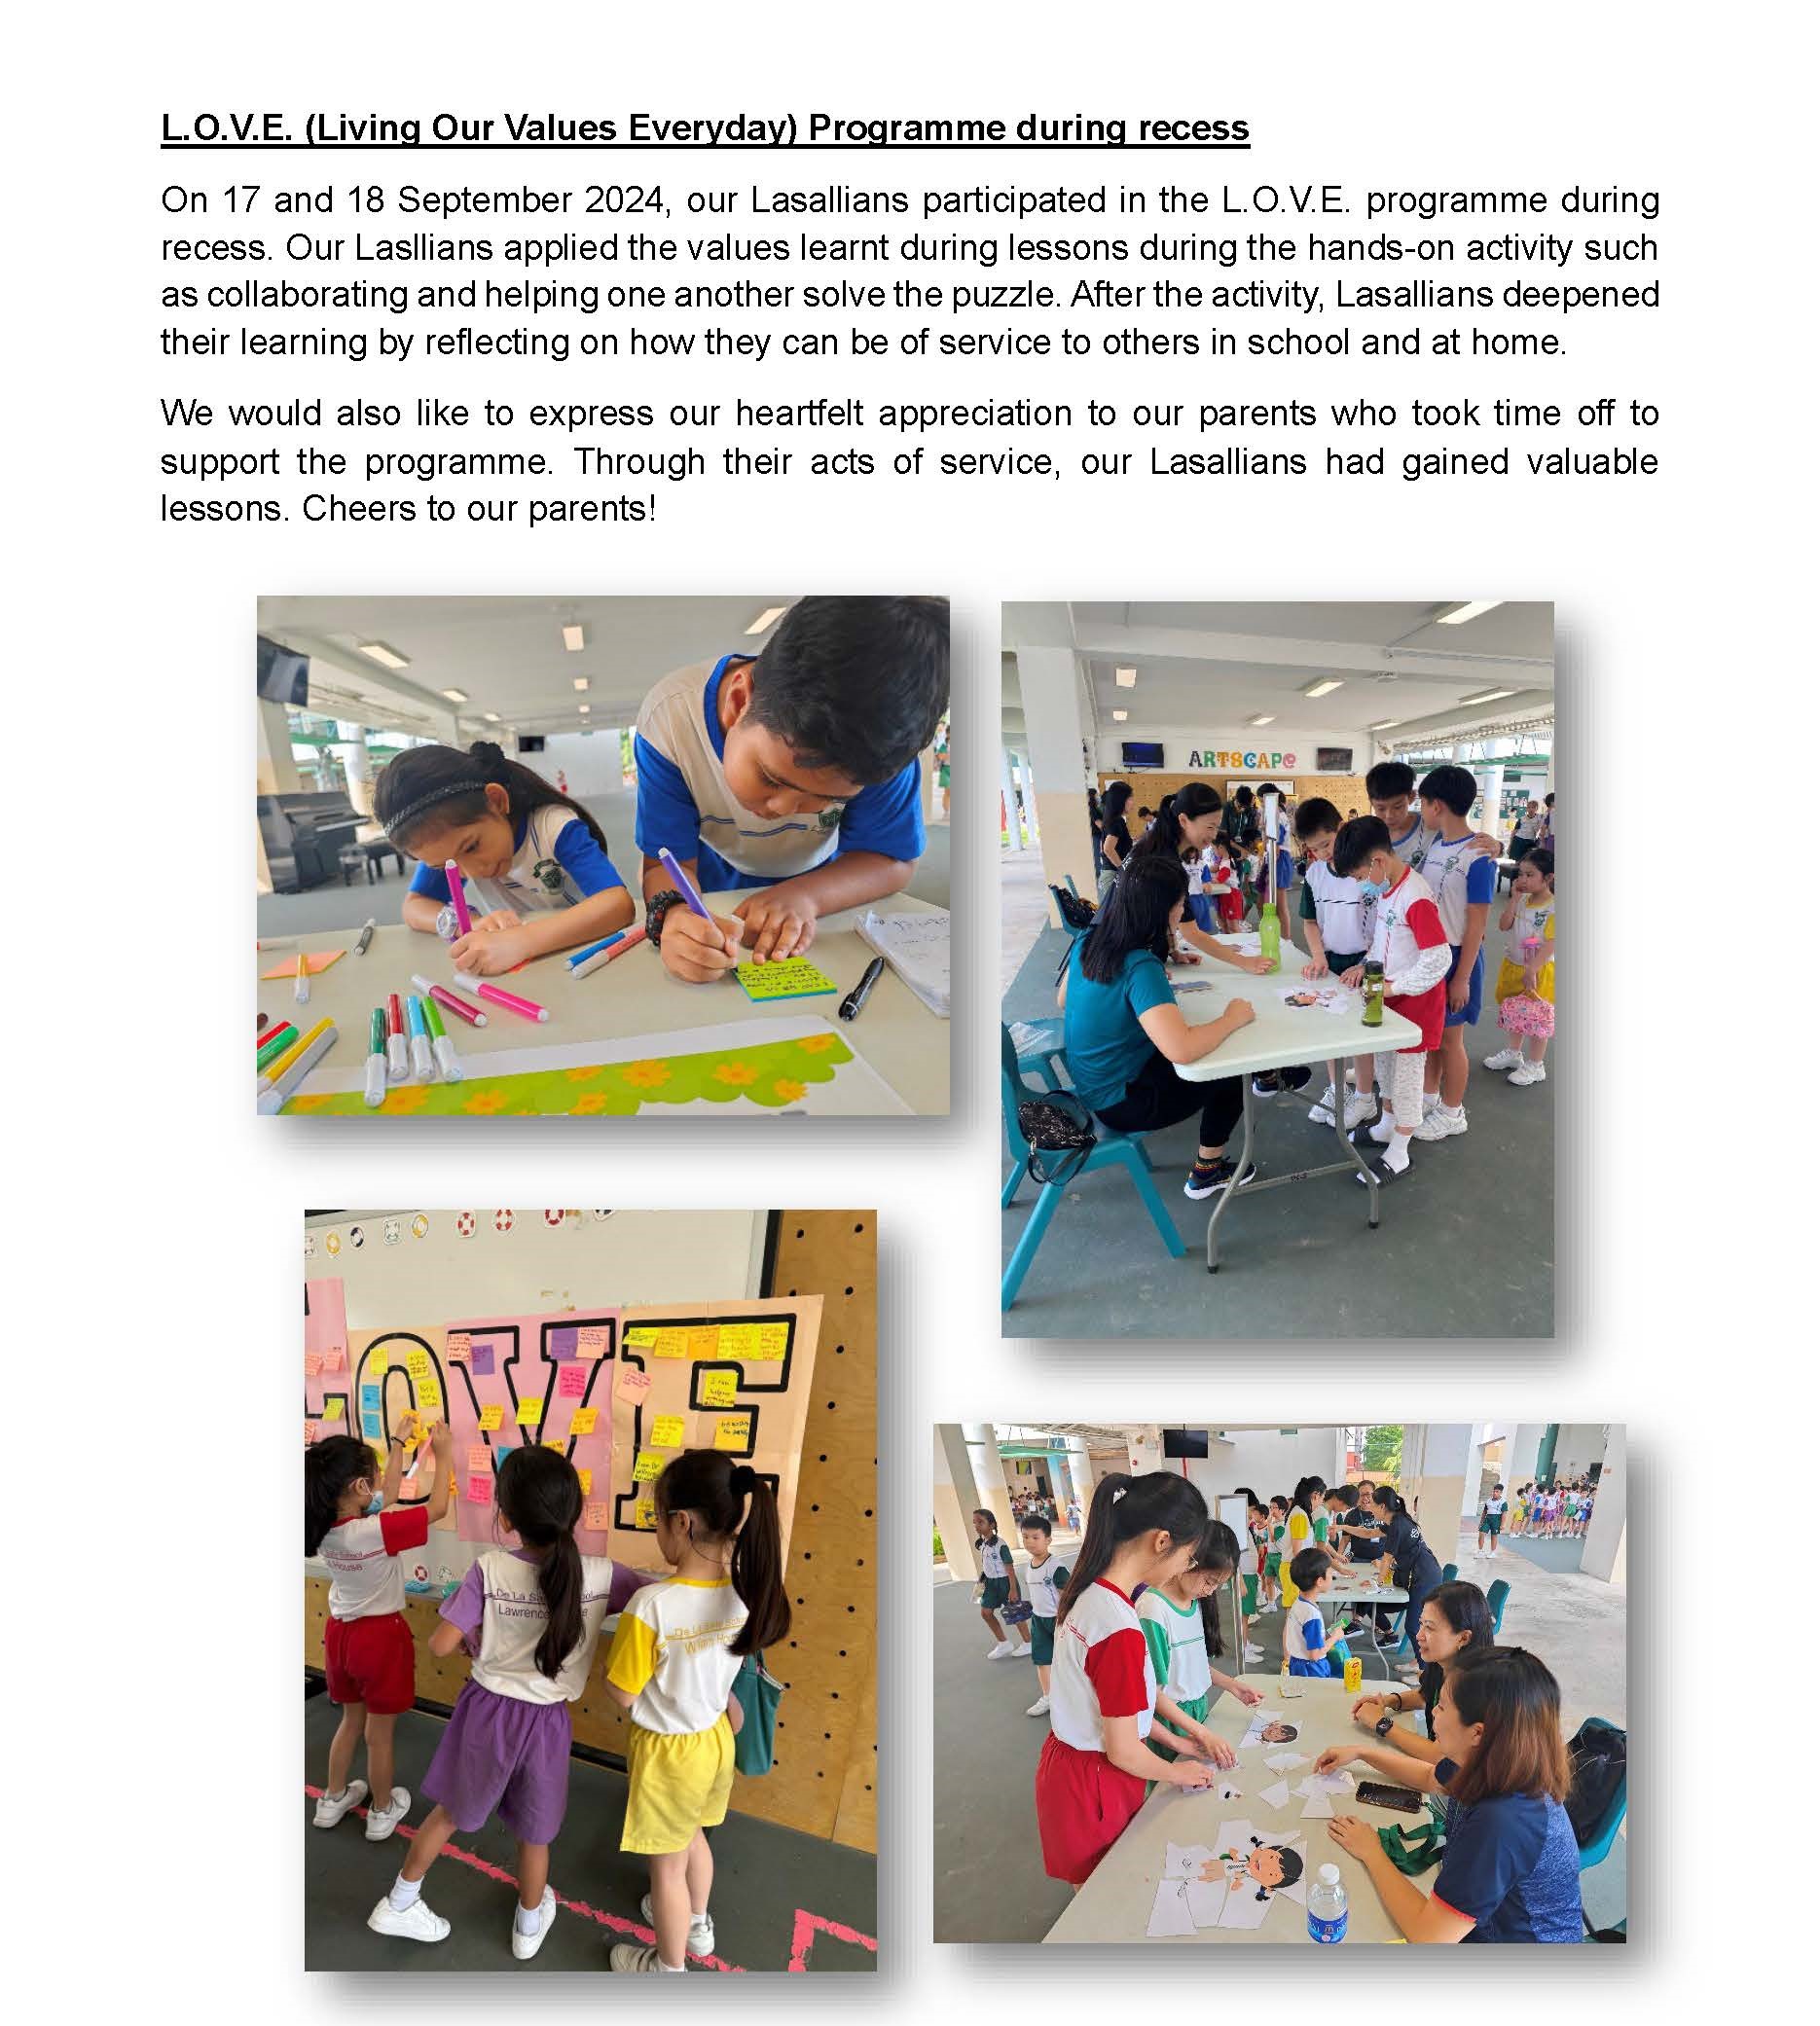 L.O.V.E. (Living Our Values Everyday) Programme during recess
On 17 and 18 September 2024, our Lasallians participated in the L.O.V.E. programme during
recess. Our Lasllians applied the values learnt during lessons during the hands-on activity such
as collaborating and helping one another solve the puzzle. After the activity, Lasallians deepened
their learning by reflecting on how they can be of service to others in school and at home.
We would also like to express our heartfelt appreciation to our parents who took time off to
support the programme. Through their acts of service, our Lasallians had gained valuable
lessons. Cheers to our parents!
ARTSCAPe
OVE
I can
De La
Lawrence